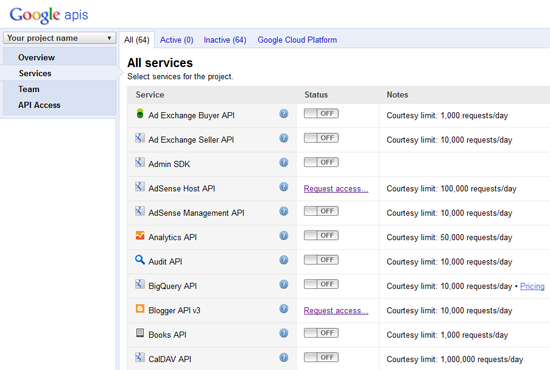 Google apis
Your project name
All (64) Active (0) Inactive (64) Google Cloud Platform
Overview
Services
Team
API Access
All services
Select services for the project.
Service Status Notes
Ad Exchange Buyer API ? OFF Courtesy limit: 1,000 requests/day
Ad Exchange Seller API ? OFF Courtesy limit: 10,000 requests/day
Admin SDK ? OFF
AdSense Host API ? Request access... Courtesy limit: 100,000 requests/day
AdSense Management API ? OFF Courtesy limit: 10,000 requests/day
Analytics API ? OFF Courtesy limit: 50,000 requests/day
Audit API ? OFF Courtesy limit: 10,000 requests/day
BigQuery API ? OFF Courtesy limit: 10,000 requests/day • Pricing
Blogger API v3 ? Request access... Courtesy limit: 10,000 requests/day
Books API ? OFF Courtesy limit: 1,000 requests/day
CalDAV API ? OFF Courtesy limit: 1,000,000 requests/day